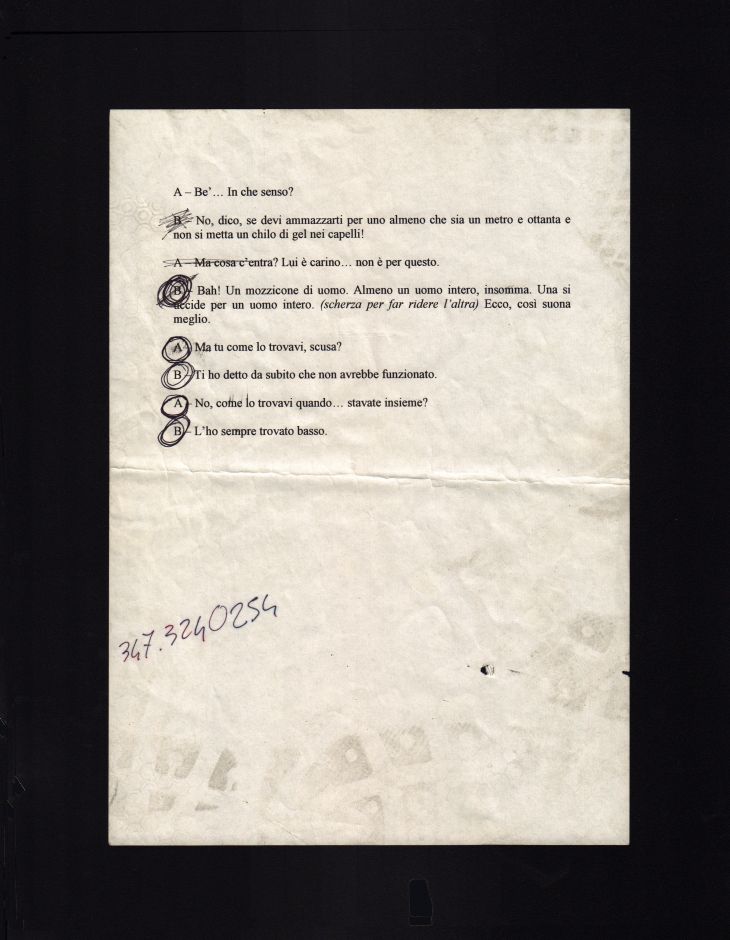 A – Be'… In che senso?
B – No, dico, se devi ammazzarti per uno almeno che sia un metro e ottanta e
non si metta un chilo di gel nei capelli!
A – Ma cosa c'entra? Lui è carino… non è per questo.
B – Bah! Un mozzicone di uomo. Almeno un uomo intero, insomma. Una si
uccide per un uomo intero. (scherza per far ridere l'altra) Ecco, così suona
meglio.
A – Ma tu come lo trovavi, scusa?
B – Ti ho detto da subito che non avrebbe funzionato.
A – No, come lo trovavi quando… stavate insieme?
B – L'ho sempre trovato basso.
347.3240254